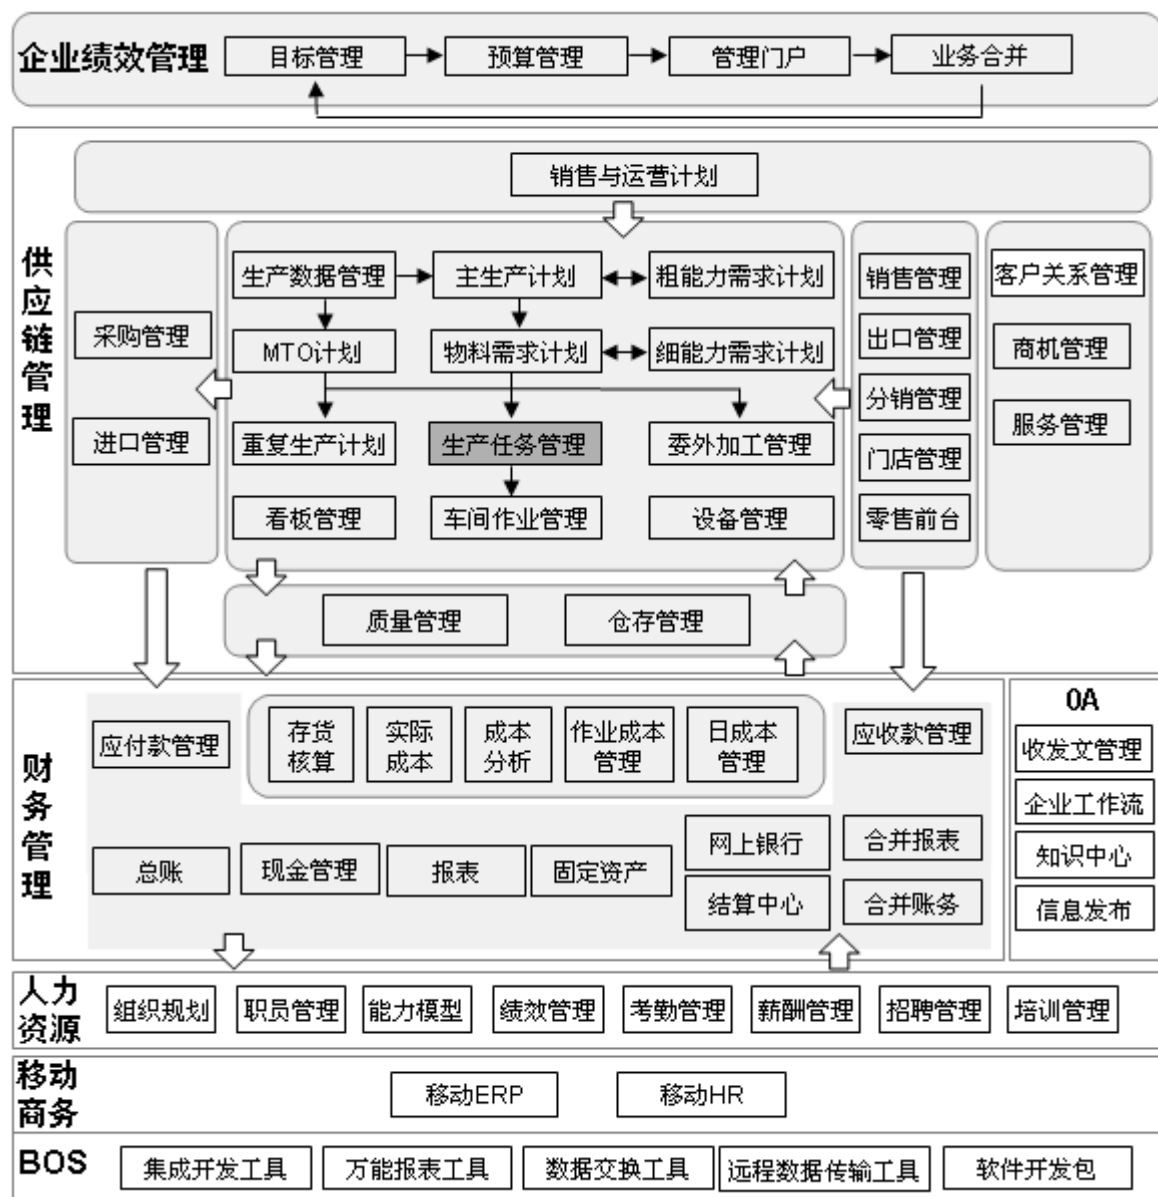 企业绩效管理
目标管理
预算管理
管理门户
业务合并
供应链管理
销售与运营计划
采购管理
进口管理
生产数据管理
主生产计划
粗能力需求计划
MTO计划
物料需求计划
细能力需求计划
重复生产计划
生产任务管理
委外加工管理
看板管理
车间作业管理
设备管理
销售管理
出口管理
分销管理
门店管理
零售前台
客户关系管理
商机管理
服务管理
质量管理
仓存管理
财务管理
应付款管理
存货
核算
实际
成本
成本
分析
作业成本
管理
日成本
管理
应收款管理
总账
现金管理
报表
固定资产
网上银行
结算中心
合并报表
合并账务
OA
收发文管理
企业工作流
知识中心
信息发布
人力
资源
组织规划
职员管理
能力模型
绩效管理
考勤管理
薪酬管理
招聘管理
培训管理
移动
商务
移动ERP
移动HR
BOS
集成开发工具
万能报表工具
数据交换工具
远程数据传输工具
软件开发包